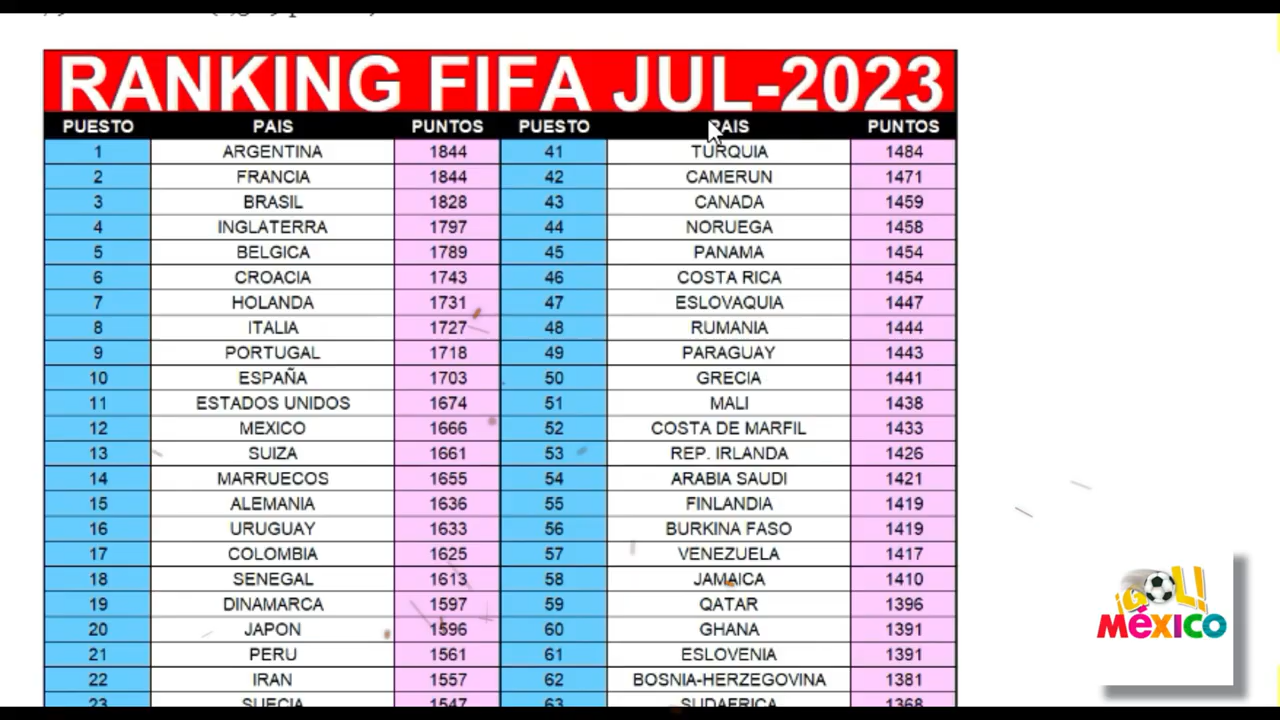 RANKING FIFA JUL-2023
PUESTO PAIS PUNTOS PUESTO PAIS PUNTOS
1 ARGENTINA 1844 41 TURQUIA 1484
2 FRANCIA 1844 42 CAMERUN 1471
3 BRASIL 1828 43 CANADA 1459
4 INGLATERRA 1797 44 NORUEGA 1458
5 BELGICA 1789 45 PANAMA 1454
6 CROACIA 1743 46 COSTA RICA 1454
7 HOLANDA 1731 47 ESLOVAQUIA 1447
8 ITALIA 1727 48 RUMANIA 1444
9 PORTUGAL 1718 49 PARAGUAY 1443
10 ESPAÑA 1703 50 GRECIA 1441
11 ESTADOS UNIDOS 1674 51 MALI 1438
12 MEXICO 1666 52 COSTA DE MARFIL 1433
13 SUIZA 1661 53 REP. IRLANDA 1426
14 MARRUECOS 1655 54 ARABIA SAUDI 1421
15 ALEMANIA 1636 55 FINLANDIA 1419
16 URUGUAY 1633 56 BURKINA FASO 1419
17 COLOMBIA 1625 57 VENEZUELA 1417
18 SENEGAL 1613 58 JAMAICA 1410
19 DINAMARCA 1597 59 QATAR 1396
20 JAPON 1596 60 GHANA 1391
21 PERU 1561 61 ESLOVENIA 1391
22 IRAN 1557 62 BOSNIA-HERZEGOVINA 1381
23 SUECIA 1547 63 SUDAFRICA 1368
¡GOL!
México